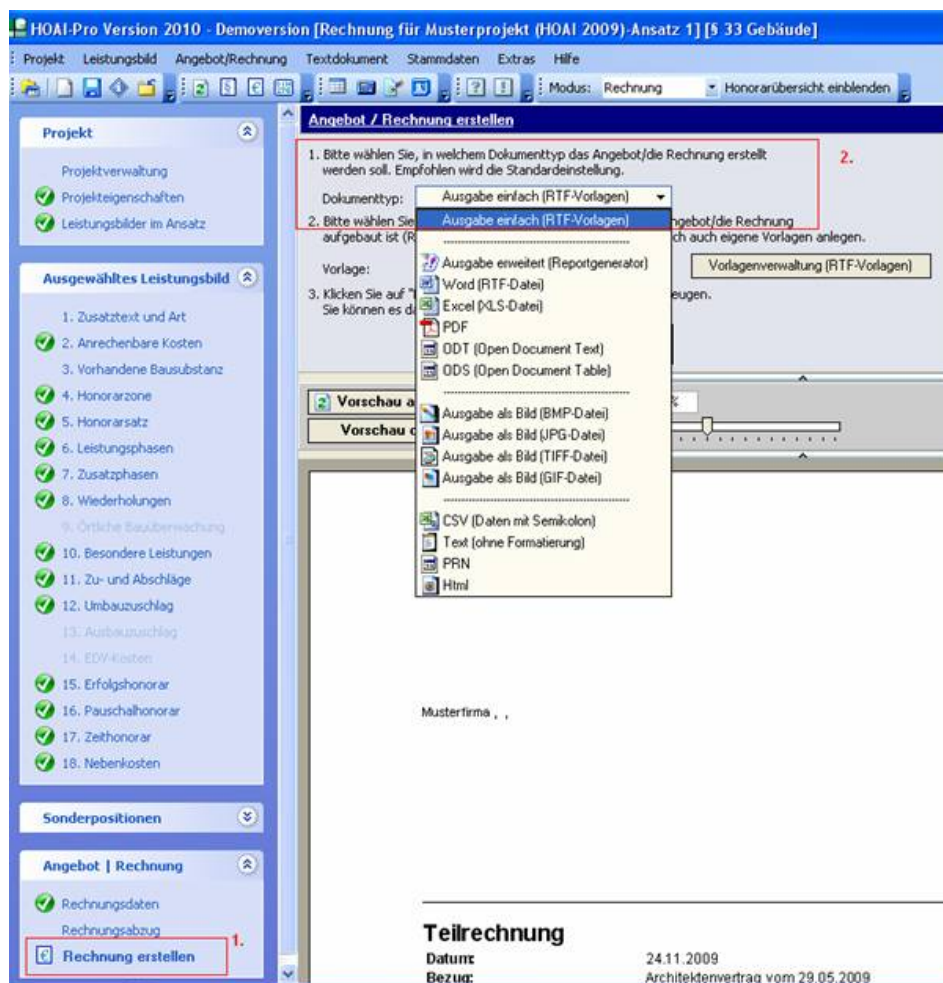 HOAI-Pro Version 2010 - Demoversion [Rechnung für Musterprojekt (HOAI 2009)-Ansatz 1] [§ 33 Gebäude]
Projekt Leistungsbild Angebot/Rechnung Textdokument Stammdaten Extras Hilfe
Modus: Rechnung Honorarübersicht einblenden
Projekt
Projektverwaltung
Projekteigenschaften
Leistungsbilder im Ansatz
Ausgewähltes Leistungsbild
1. Zusatztext und Art
2. Anrechenbare Kosten
3. Vorhandene Bausubstanz
4. Honorarzone
5. Honorarsatz
6. Leistungsphasen
7. Zusatzphasen
8. Wiederholungen
9. Örtliche Bauüberwachung
10. Besondere Leistungen
11. Zu- und Abschläge
12. Umbauzuschlag
13. Ausbauzuschlag
14. EDV-Kosten
15. Erfolgshonorar
16. Pauschalhonorar
17. Zeithonorar
18. Nebenkosten
Sonderpositionen
Angebot | Rechnung
Rechnungsdaten
Rechnungsabzug
Rechnung erstellen
1.
Angebot / Rechnung erstellen
1. Bitte wählen Sie, in welchem Dokumenttyp das Angebot/die Rechnung erstellt
werden soll. Empfohlen wird die Standardeinstellung.
2.
Dokumenttyp: Ausgabe einfach (RTF-Vorlagen)
2. Bitte wählen Sie Angebot/die Rechnung
aufgebaut ist (R ch auch eigene Vorlagen anlegen.
Vorlage: Vorlagenverwaltung (RTF-Vorlagen)
3. Klicken Sie auf " eugen.
Sie können es da
Ausgabe einfach (RTF-Vorlagen)
Ausgabe erweitert (Reportgenerator)
Word (RTF-Datei)
Excel (XLS-Datei)
PDF
ODT (Open Document Text)
ODS (Open Document Table)
Ausgabe als Bild (BMP-Datei)
Ausgabe als Bild (JPG-Datei)
Ausgabe als Bild (TIFF-Datei)
Ausgabe als Bild (GIF-Datei)
CSV (Daten mit Semikolon)
Text (ohne Formatierung)
PRN
Html
Vorschau a %
Vorschau
Musterfirma , ,
Teilrechnung
Datum: 24.11.2009
Bezug: Architektenvertrag vom 29.05.2009